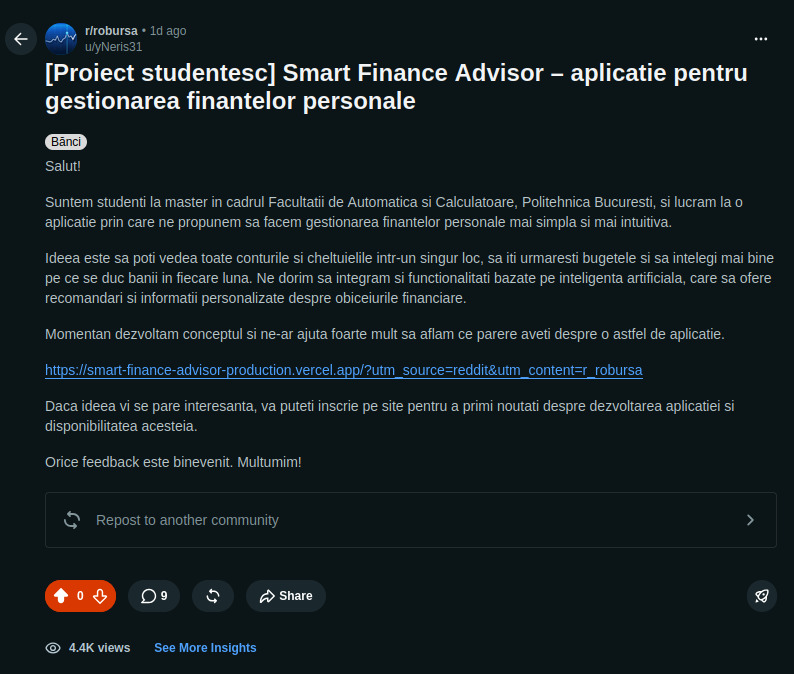 r/robursa • 1d ago
u/yNeris31
[Proiect studentesc] Smart Finance Advisor – aplicatie pentru
gestionarea finantelor personale
Bănci
Salut!
Suntem studenti la master in cadrul Facultatii de Automatica si Calculatoare, Politehnica Bucuresti, si lucram la o
aplicatie prin care ne propunem sa facem gestionarea finantelor personale mai simpla si mai intuitiva.
Ideea este sa poti vedea toate conturile si cheltuielile intr-un singur loc, sa iti urmaresti bugetele si sa intelegi mai bine
pe ce se duc banii in fiecare luna. Ne dorim sa integram si functionalitati bazate pe inteligenta artificiala, care sa ofere
recomandari si informatii personalizate despre obiceiurile financiare.
Momentan dezvoltam conceptul si ne-ar ajuta foarte mult sa aflam ce parere aveti despre o astfel de aplicatie.
https://smart-finance-advisor-production.vercel.app/?utm_source=reddit&utm_content=r_robursa
Daca ideea vi se pare interesanta, va puteti inscrie pe site pentru a primi noutati despre dezvoltarea aplicatiei si
disponibilitatea acesteia.
Orice feedback este binevenit. Multumim!
Repost to another community
0 9 Share
4.4K views See More Insights